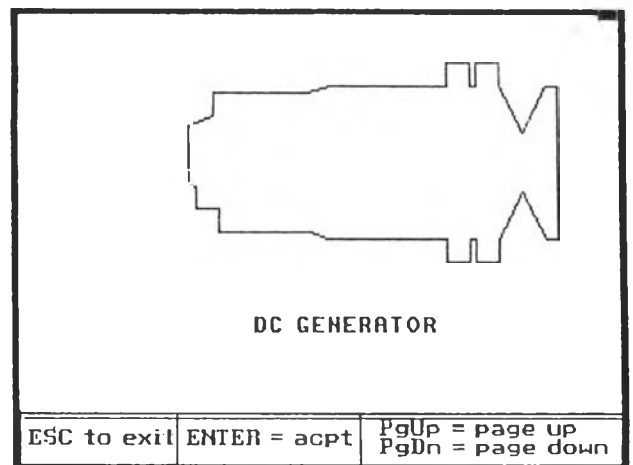 DC GENERATOR
ESC to exit
ENTER = acpt
PgUp = page up
PgDn = page down